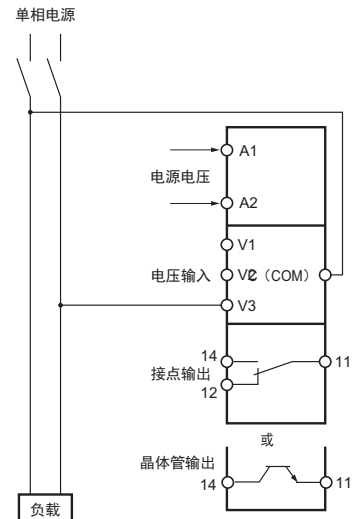 单相电源
A1
电源电压
A2
V1
电压输入
V2
C（COM）
V3
14
11
接点输出
12
或
晶体管输出
14
11
负载